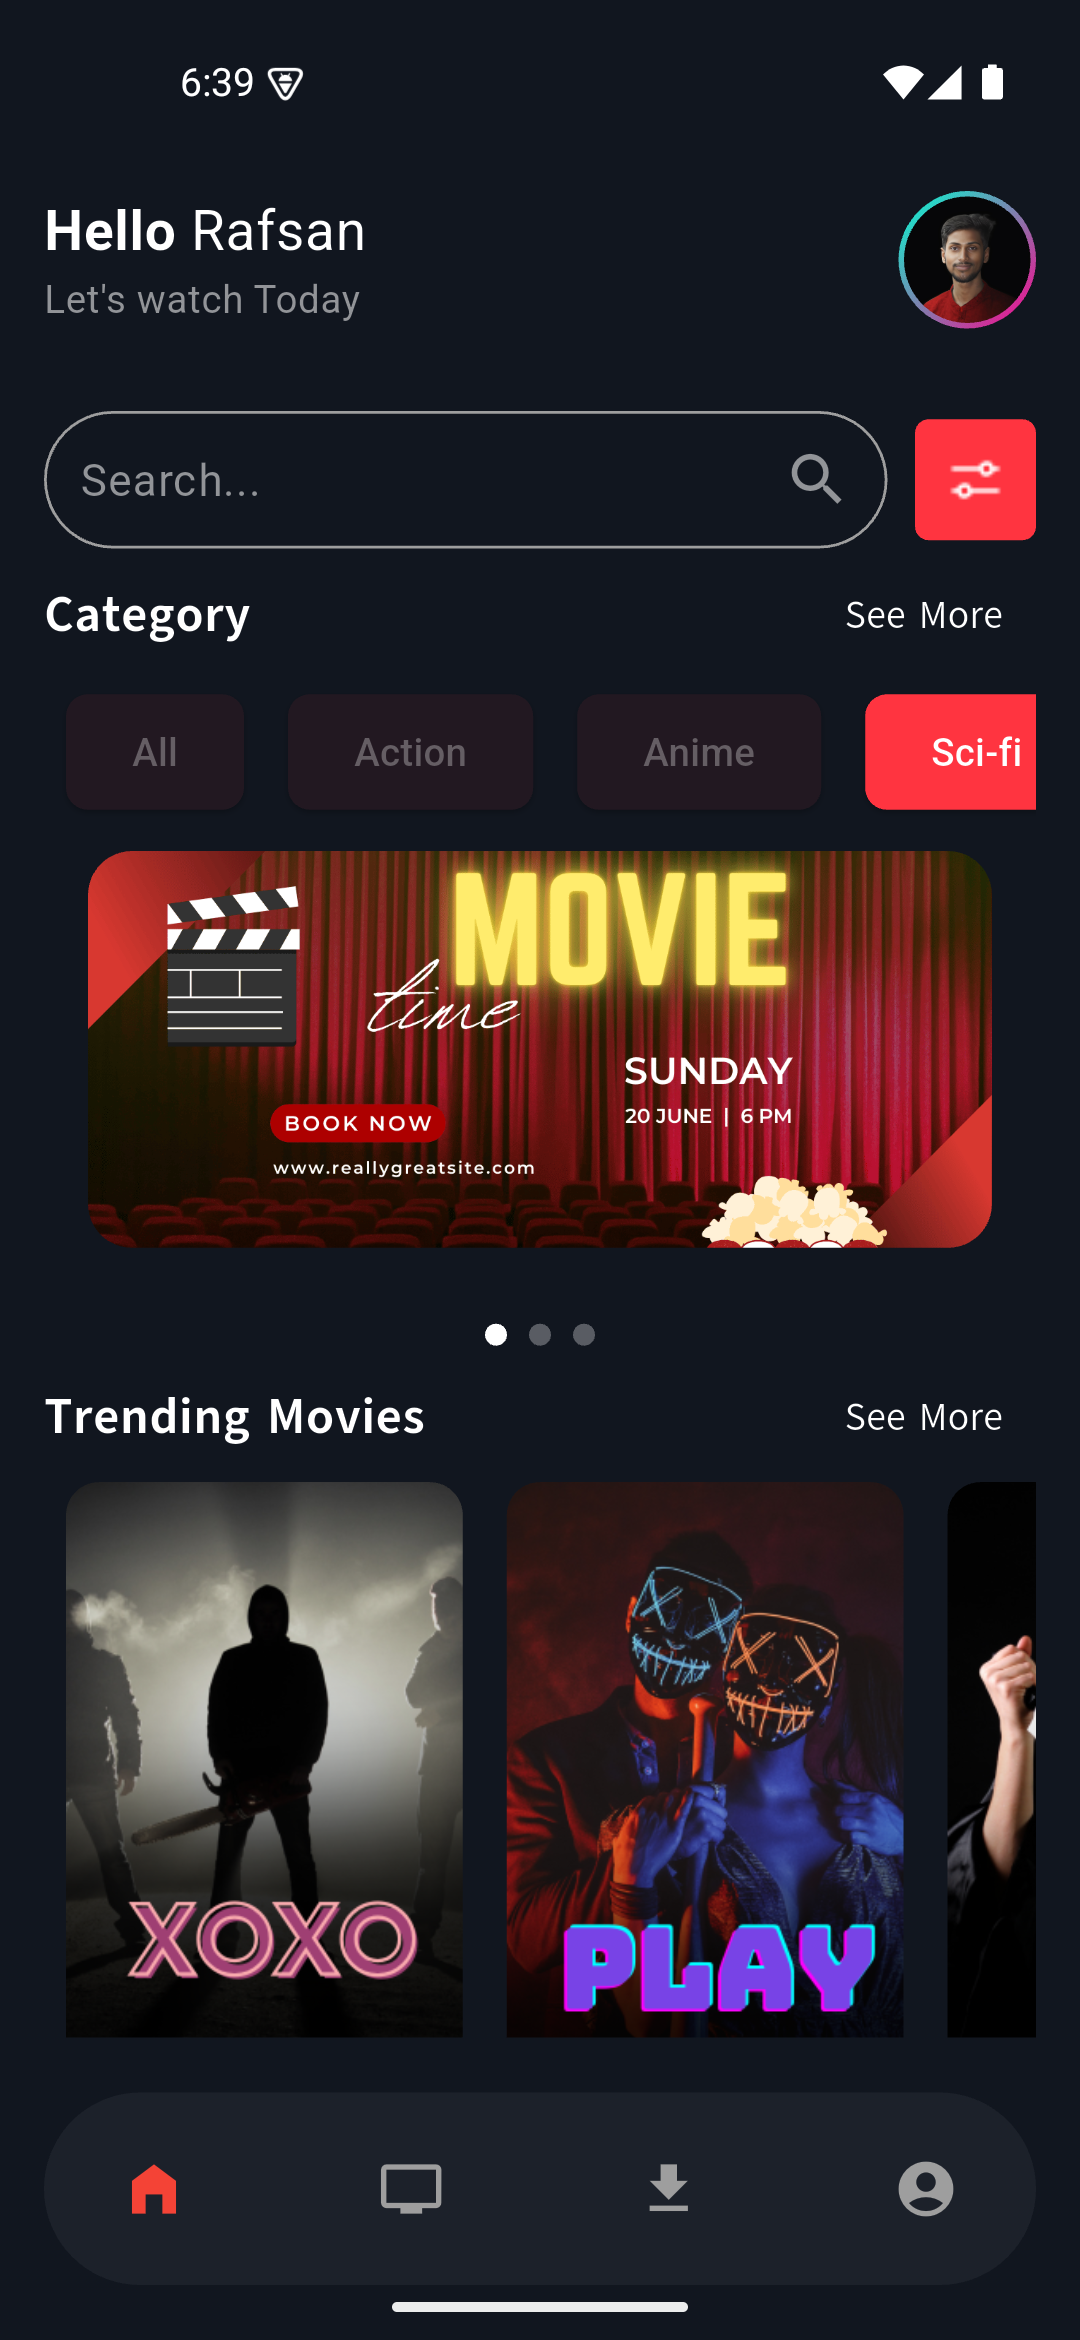 6:39
Hello Rafsan
Let's watch Today
Search...
Category
See More
All
Action
Anime
Sci-fi
MOVIE
time
SUNDAY
20 JUNE | 6 PM
BOOK NOW
www.reallygreatsite.com
Trending Movies
See More
XOXO
PLAY